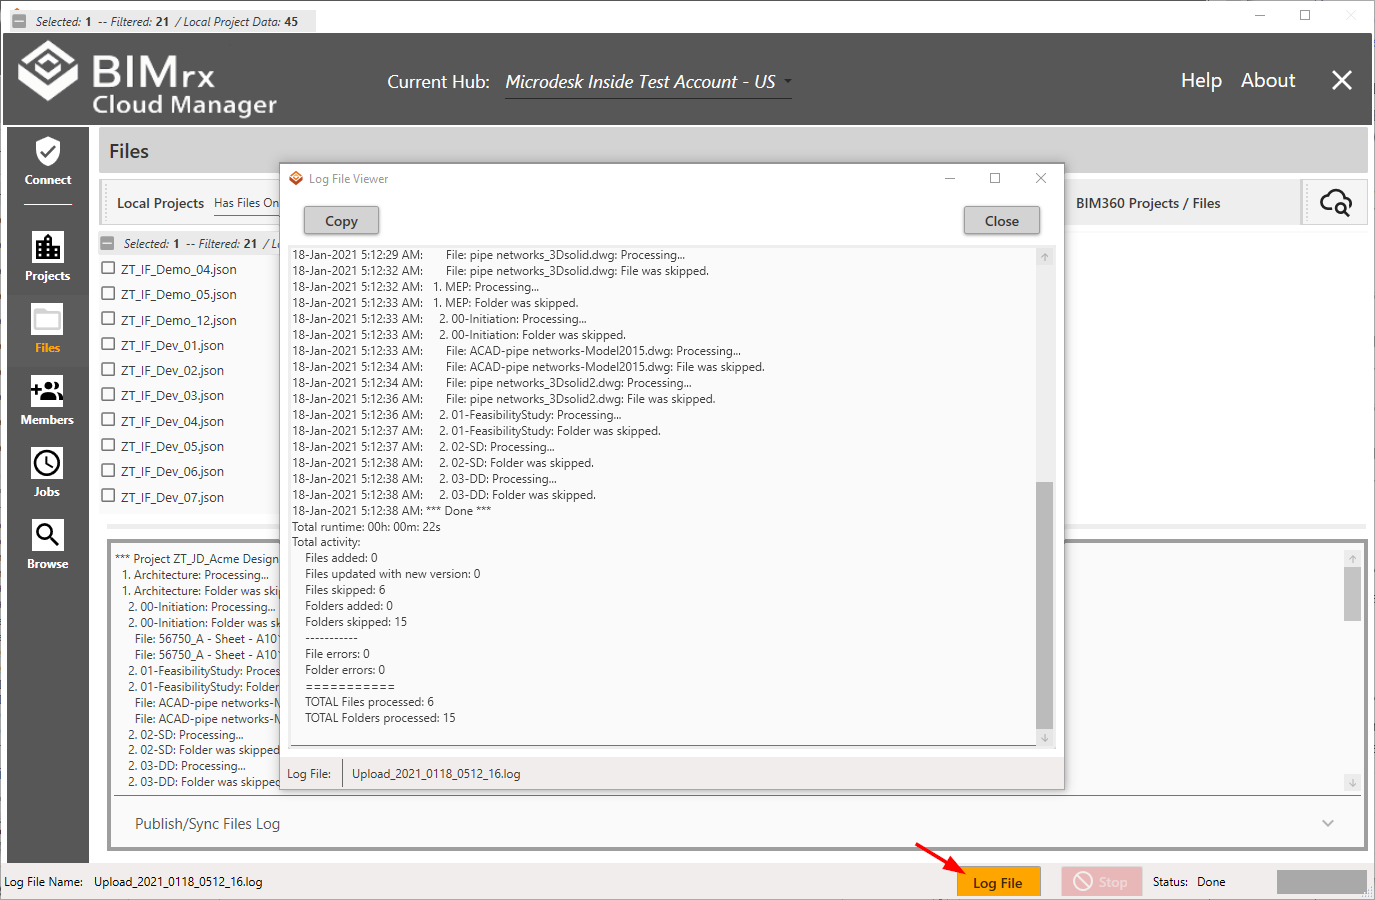 Selected: 1 -- Filtered: 21 / Local Project Data: 45
BIMrx
Cloud Manager
Current Hub: Microdesk Inside Test Account - US
Help About
Connect
Projects
Files
Members
Jobs
Browse
Files
Local Projects Has Files On
BIM360 Projects / Files
Selected: 1 -- Filtered: 21 / L
ZT_IF_Demo_04.json
ZT_IF_Demo_05.json
ZT_IF_Demo_12.json
ZT_IF_Dev_01.json
ZT_IF_Dev_02.json
ZT_IF_Dev_03.json
ZT_IF_Dev_04.json
ZT_IF_Dev_05.json
ZT_IF_Dev_06.json
ZT_IF_Dev_07.json
Log File Viewer
Copy
Close
18-Jan-2021 5:12:29 AM: File: pipe networks_3Dsolid.dwg: Processing...
18-Jan-2021 5:12:32 AM: File: pipe networks_3Dsolid.dwg: File was skipped.
18-Jan-2021 5:12:32 AM: 1. MEP: Processing...
18-Jan-2021 5:12:33 AM: 1. MEP: Folder was skipped.
18-Jan-2021 5:12:33 AM: 2. 00-Initiation: Processing...
18-Jan-2021 5:12:33 AM: 2. 00-Initiation: Folder was skipped.
18-Jan-2021 5:12:33 AM: File: ACAD-pipe networks-Model2015.dwg: Processing...
18-Jan-2021 5:12:34 AM: File: ACAD-pipe networks-Model2015.dwg: File was skipped.
18-Jan-2021 5:12:34 AM: File: pipe networks_3Dsolid2.dwg: Processing...
18-Jan-2021 5:12:36 AM: File: pipe networks_3Dsolid2.dwg: File was skipped.
18-Jan-2021 5:12:36 AM: 2. 01-FeasibilityStudy: Processing...
18-Jan-2021 5:12:37 AM: 2. 01-FeasibilityStudy: Folder was skipped.
18-Jan-2021 5:12:37 AM: 2. 02-SD: Processing...
18-Jan-2021 5:12:38 AM: 2. 02-SD: Folder was skipped.
18-Jan-2021 5:12:38 AM: 2. 03-DD: Processing...
18-Jan-2021 5:12:38 AM: 2. 03-DD: Folder was skipped.
18-Jan-2021 5:12:38 AM: *** Done ***
Total runtime: 00h: 00m: 22s
Total activity:
Files added: 0
Files updated with new version: 0
Files skipped: 6
Folders added: 0
Folders skipped: 15
-----------
File errors: 0
Folder errors: 0
===========
TOTAL Files processed: 6
TOTAL Folders processed: 15
Log File: Upload_2021_0118_0512_16.log
*** Project ZT_JD_Acme Design
1. Architecture: Processing...
1. Architecture: Folder was ski
2. 00-Initiation: Processing...
2. 00-Initiation: Folder was sk
File: 56750_A - Sheet - A10
File: 56750_A - Sheet - A10
2. 01-FeasibilityStudy: Proces
2. 01-FeasibilityStudy: Folder
File: ACAD-pipe networks-M
File: ACAD-pipe networks-M
2. 02-SD: Processing...
2. 02-SD: Folder was skipped
2. 03-DD: Processing...
2. 03-DD: Folder was skipped
Publish/Sync Files Log
Log File Name: Upload_2021_0118_0512_16.log
Log File
Stop
Status: Done